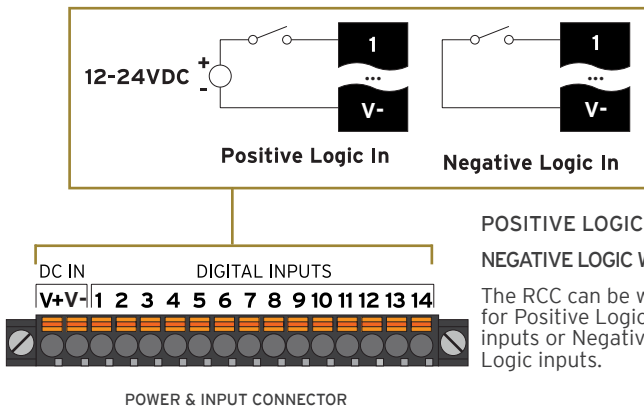 1
1
12-24VDC
+
-
...
...
V-
V-
Positive Logic In
Negative Logic In
POSITIVE LOGIC
NEGATIVE LOGIC
DC IN
DIGITAL INPUTS
V+ V- 1 2 3 4 5 6 7 8 9 10 11 12 13 14
The RCC can be
for Positive Logic
inputs or
Logic inputs.
POWER & INPUT CONNECTOR